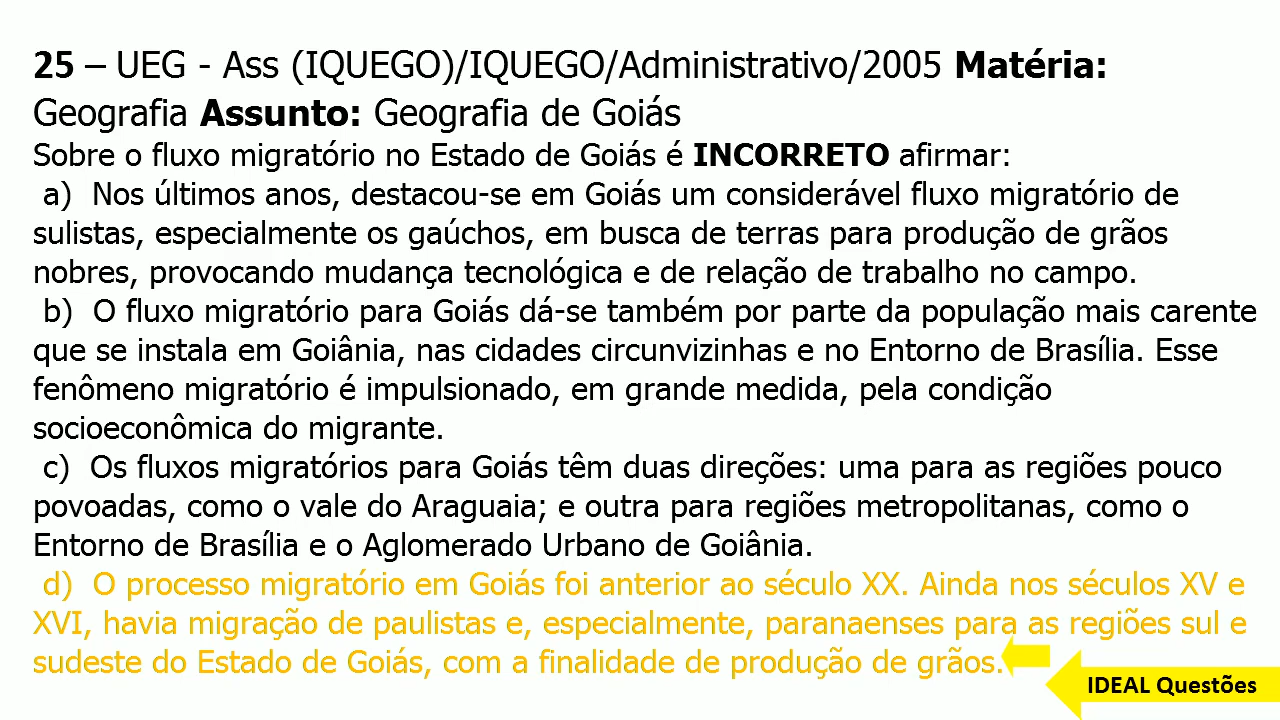 25 – UEG - Ass (IQUEGO)/IQUEGO/Administrativo/2005 Matéria:
Geografia Assunto: Geografia de Goiás
Sobre o fluxo migratório no Estado de Goiás é INCORRETO afirmar:
a) Nos últimos anos, destacou-se em Goiás um considerável fluxo migratório de
sulistas, especialmente os gaúchos, em busca de terras para produção de grãos
nobres, provocando mudança tecnológica e de relação de trabalho no campo.
b) O fluxo migratório para Goiás dá-se também por parte da população mais carente
que se instala em Goiânia, nas cidades circunvizinhas e no Entorno de Brasília. Esse
fenômeno migratório é impulsionado, em grande medida, pela condição
socioeconômica do migrante.
c) Os fluxos migratórios para Goiás têm duas direções: uma para as regiões pouco
povoadas, como o vale do Araguaia; e outra para regiões metropolitanas, como o
Entorno de Brasília e o Aglomerado Urbano de Goiânia.
d) O processo migratório em Goiás foi anterior ao século XX. Ainda nos séculos XV e
XVI, havia migração de paulistas e, especialmente, paranaenses para as regiões sul e
sudeste do Estado de Goiás, com a finalidade de produção de grãos.
IDEAL Questões